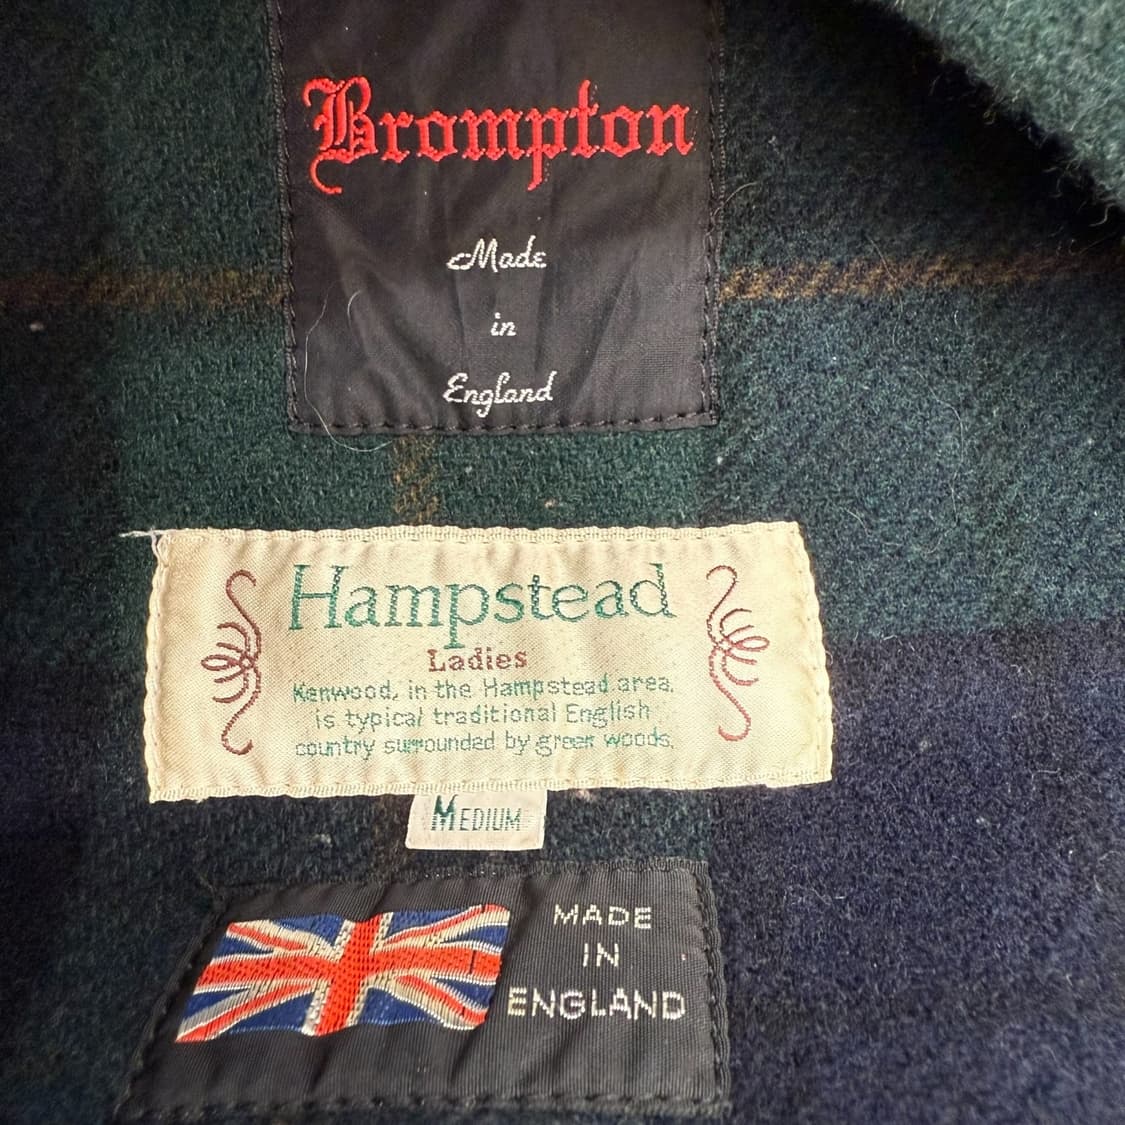 Brompton
Made
in
England
Hampstead
Ladies
Kenwood, in the Hampstead area,
is typical traditional English
country surrounded by green woods.
MEDIUM
MADE
IN
ENGLAND